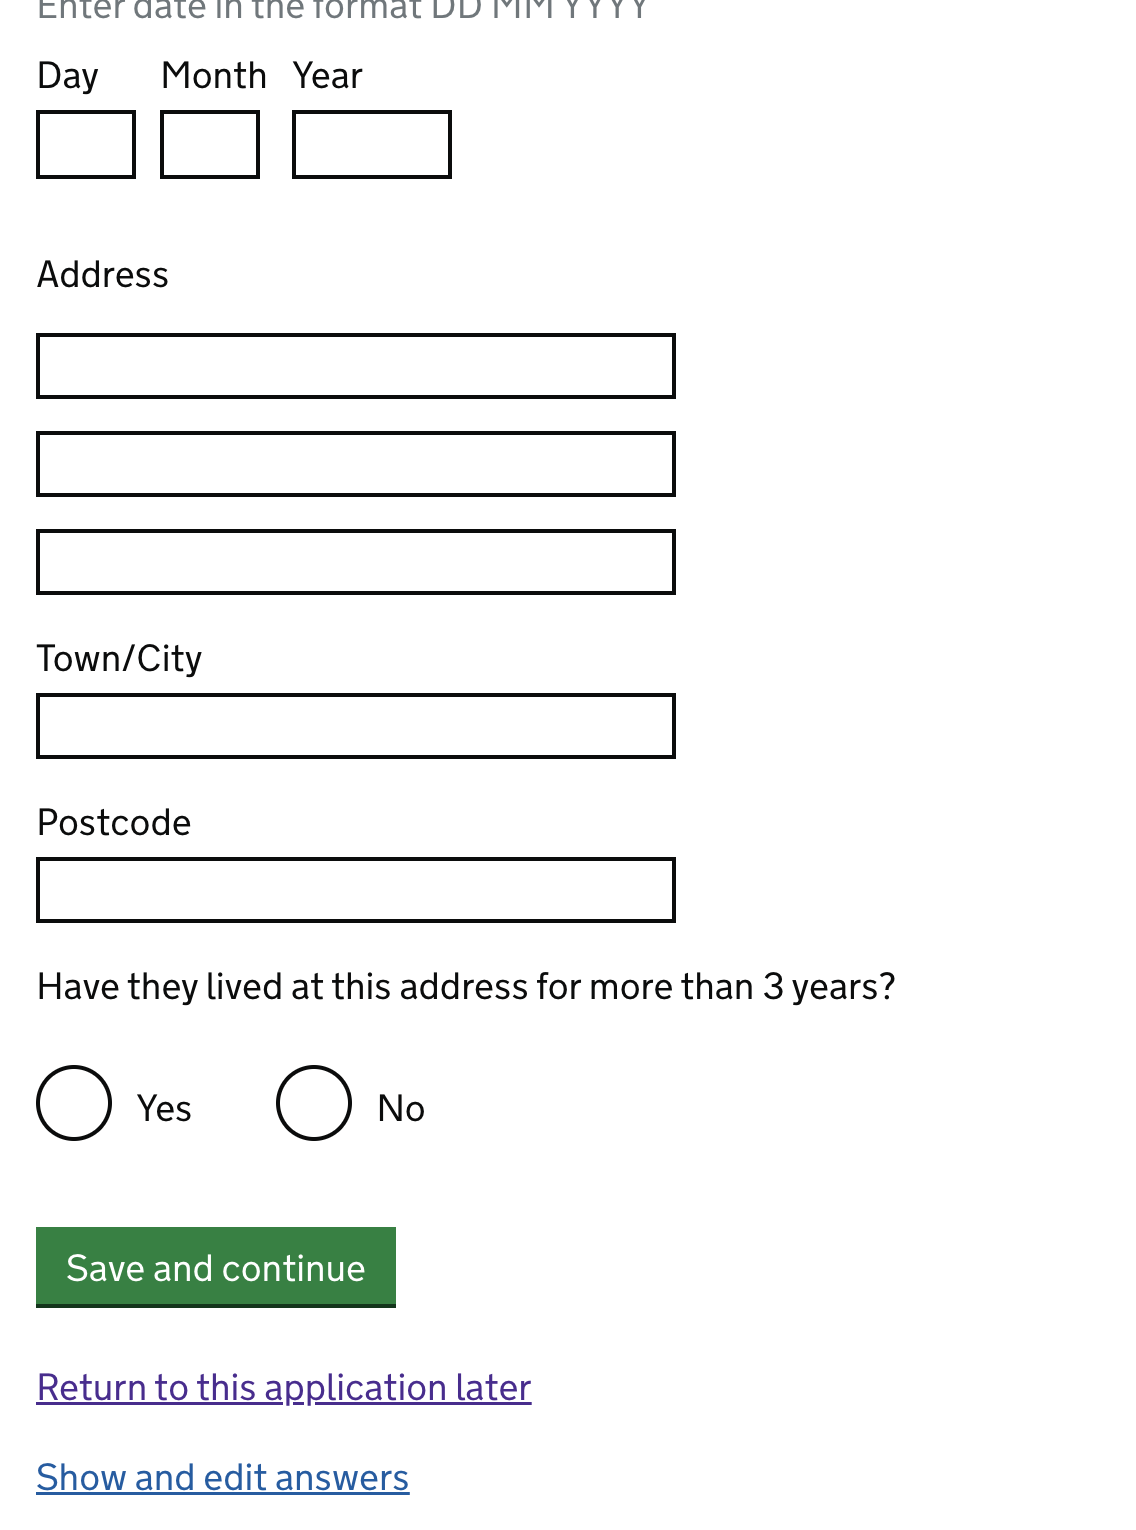 Enter date in the format DD MM YYYY
Day Month Year
Address
Town/City
Postcode
Have they lived at this address for more than 3 years?
Yes No
Save and continue
Return to this application later
Show and edit answers